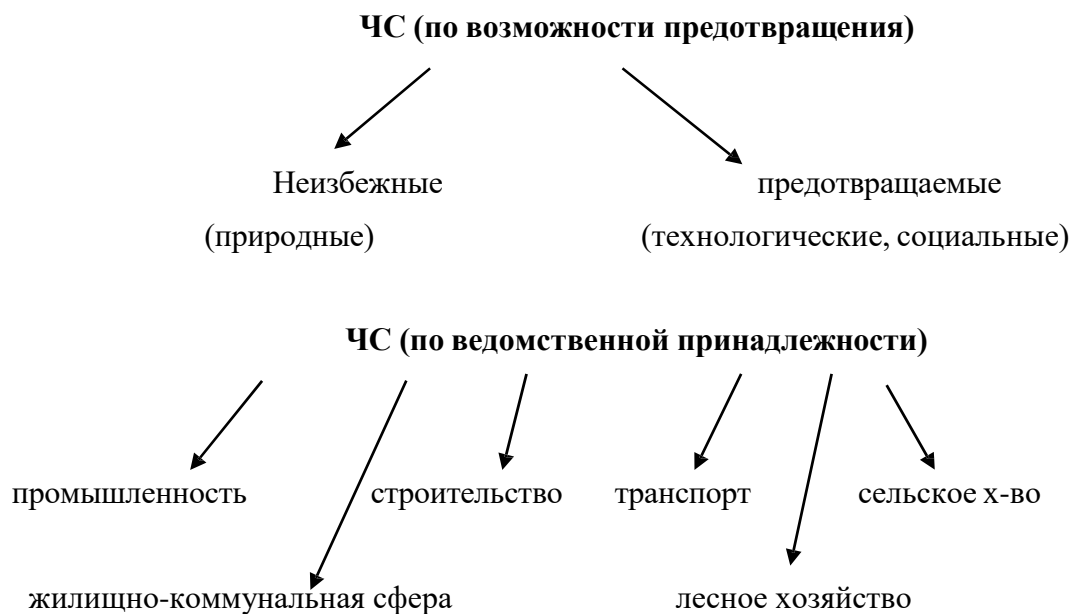 ЧС (по возможности предотвращения)
Неизбежные предотвращаемые
(природные) (технологические, социальные)
ЧС (по ведомственной принадлежности)
промышленность строительство транспорт сельское х-во
жилищно-коммунальная сфера лесное хозяйство